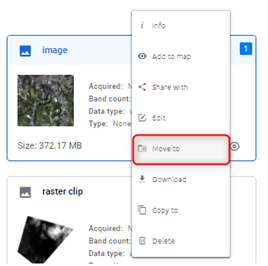 Info
image
1
Add to map
Acquired: N
Share with
Band count:
Data type:
Edit
Type: None
Size: 372.17 MB
Move to
Download
raster clip
Copy to
Acquired: N
Band count:
Delete
Data type: